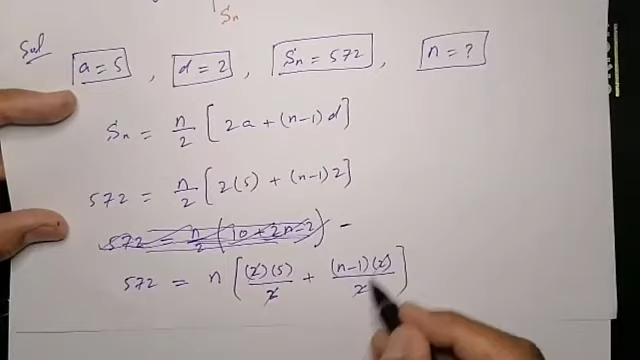 Sn
Sol
a = 5 , d = 2 , Sn = 572 , n = ?
Sn = n/2 [2a + (n-1)d]
572 = n/2 [2(5) + (n-1)2]
572 = n/2 (10+2n-2)
572 = n [(2)(5)/2 + (n-1)(2)/2]